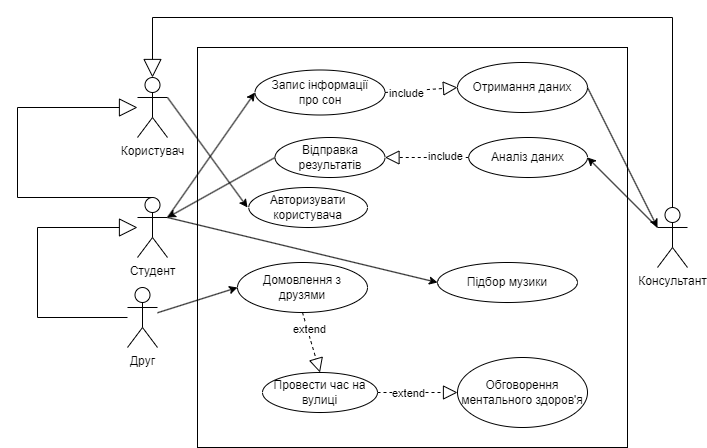 Запис інформації
про сон
include
Отримання даних
Користувач
Відправка
результатів
include
Аналіз даних
Авторизувати
користувача
Студент
Консультант
Домовлення з
друзями
Підбор музики
extend
Друг
Провести час на
вулиці
extend
Обговорення
ментального здоров'я